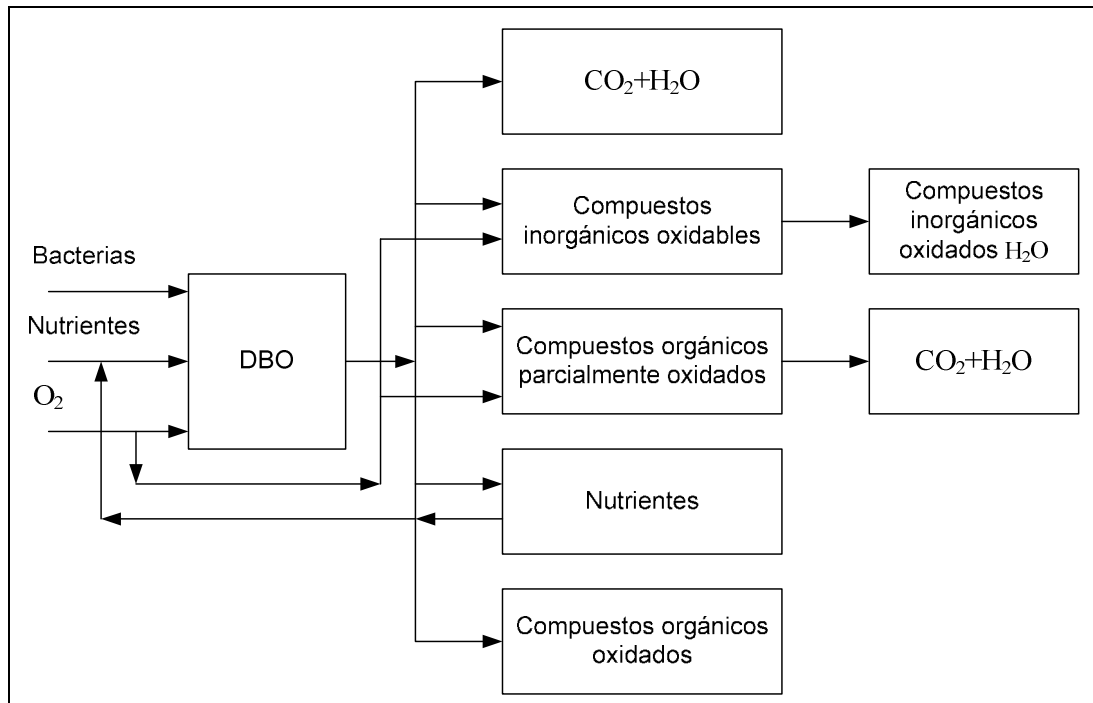 CO₂+H₂O
Compuestos
inorgánicos oxidables
Compuestos
inorgánicos
oxidados H₂O
Bacterias
Nutrientes
O₂
DBO
Compuestos orgánicos
parcialmente oxidados
CO₂+H₂O
Nutrientes
Compuestos orgánicos
oxidados